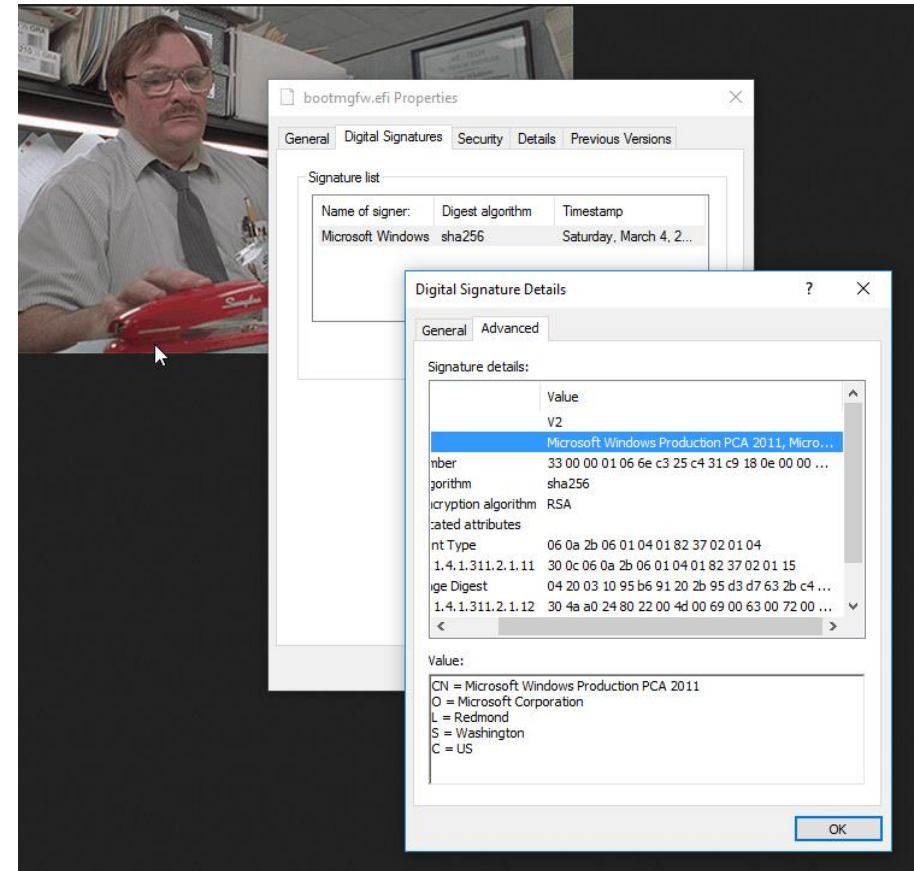 bootmgfw.efi Properties
General Digital Signatures Security Details Previous Versions
Signature list
Name of signer: Digest algorithm Timestamp
Microsoft Windows sha256 Saturday, March 4, 2...
Swingline
Digital Signature Details ?
General Advanced
Signature details:
Value
V2
Microsoft Windows Production PCA 2011, Micro...
mber 33 00 00 01 06 6e c3 25 c4 31 c9 18 0e 00 00 ...
gorithm sha256
cryption algorithm RSA
cated attributes
nt Type 06 0a 2b 06 01 04 01 82 37 02 01 04
1.4.1.311.2.1.11 30 0c 06 0a 2b 06 01 04 01 82 37 02 01 15
age Digest 04 20 03 10 95 b6 91 20 2b 95 d3 d7 63 2b c4 ...
1.4.1.311.2.1.12 30 4a a0 24 80 22 00 4d 00 69 00 63 00 72 00 ...
Value:
CN = Microsoft Windows Production PCA 2011
O = Microsoft Corporation
L = Redmond
S = Washington
C = US
OK